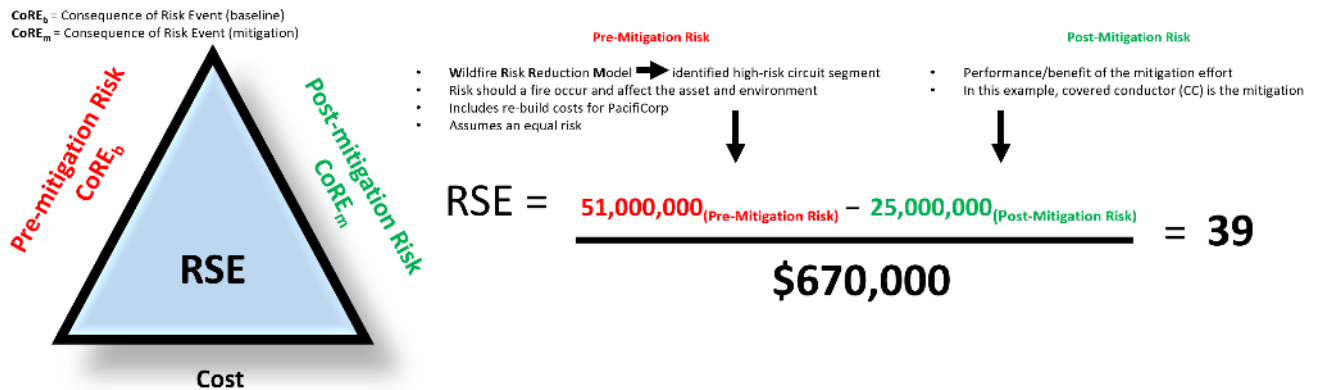 CoRE_b = Consequence of Risk Event (baseline)
CoRE_m = Consequence of Risk Event (mitigation)
Pre-mitigation Risk
CoRE_b
Post-mitigation Risk
CoRE_m
RSE
Cost
Pre-Mitigation Risk
• Wildfire Risk Reduction Model → identified high-risk circuit segment
• Risk should a fire occur and affect the asset and environment
• Includes re-build costs for PacifiCorp
• Assumes an equal risk
Post-Mitigation Risk
• Performance/benefit of the mitigation effort
• In this example, covered conductor (CC) is the mitigation
RSE =
51,000,000(Pre-Mitigation Risk) – 25,000,000(Post-Mitigation Risk)
$670,000
= 39